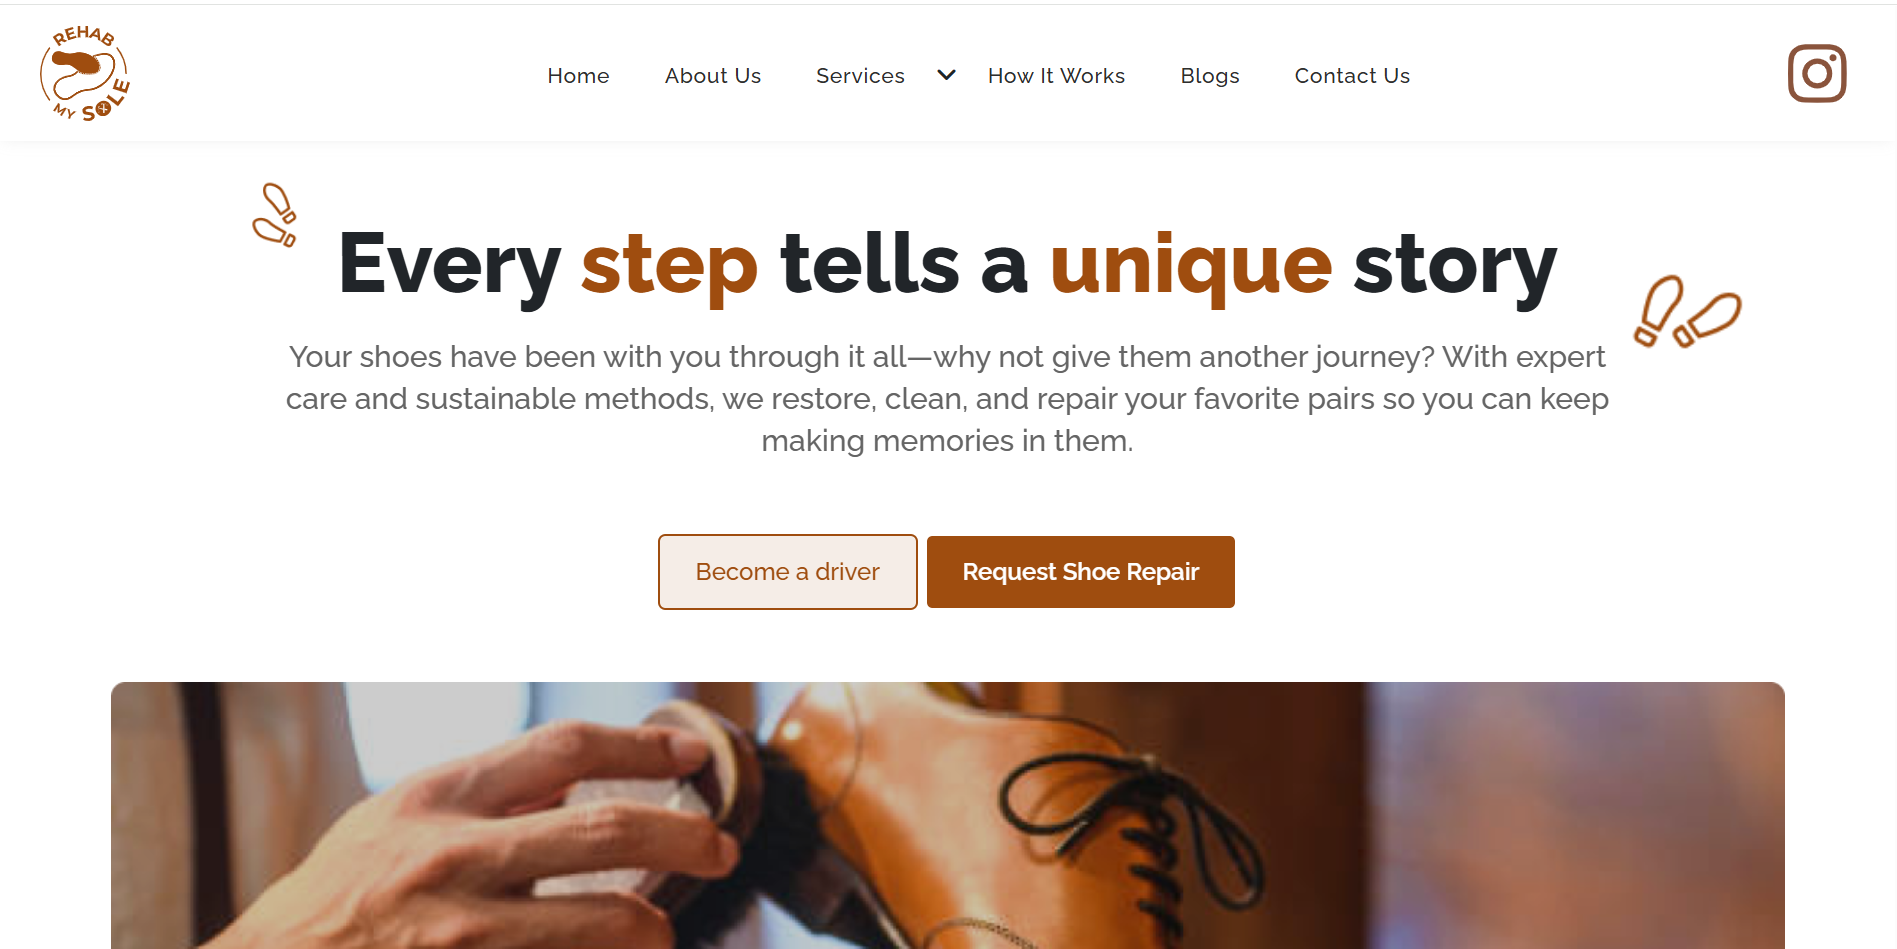 REHAB
MY SOLE
Home
About Us
Services
How It Works
Blogs
Contact Us
Every step tells a unique story
Your shoes have been with you through it all—why not give them another journey? With expert
care and sustainable methods, we restore, clean, and repair your favorite pairs so you can keep
making memories in them.
Become a driver
Request Shoe Repair